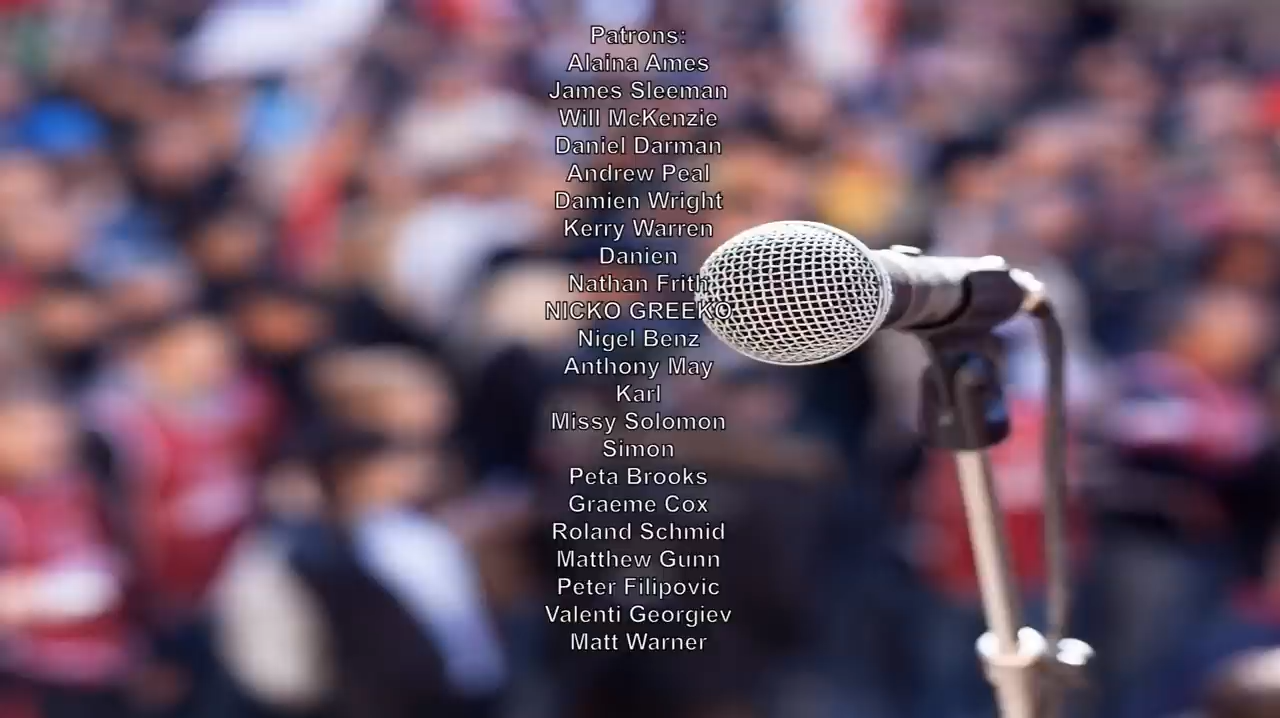 Patrons:
Alaina Ames
James Sleeman
Will McKenzie
Daniel Darman
Andrew Peal
Damien Wright
Kerry Warren
Danien
Nathan Frith
NICKO GREEKO
Nigel Benz
Anthony May
Karl
Missy Solomon
Simon
Peta Brooks
Graeme Cox
Roland Schmid
Matthew Gunn
Peter Filipovic
Valenti Georgiev
Matt Warner